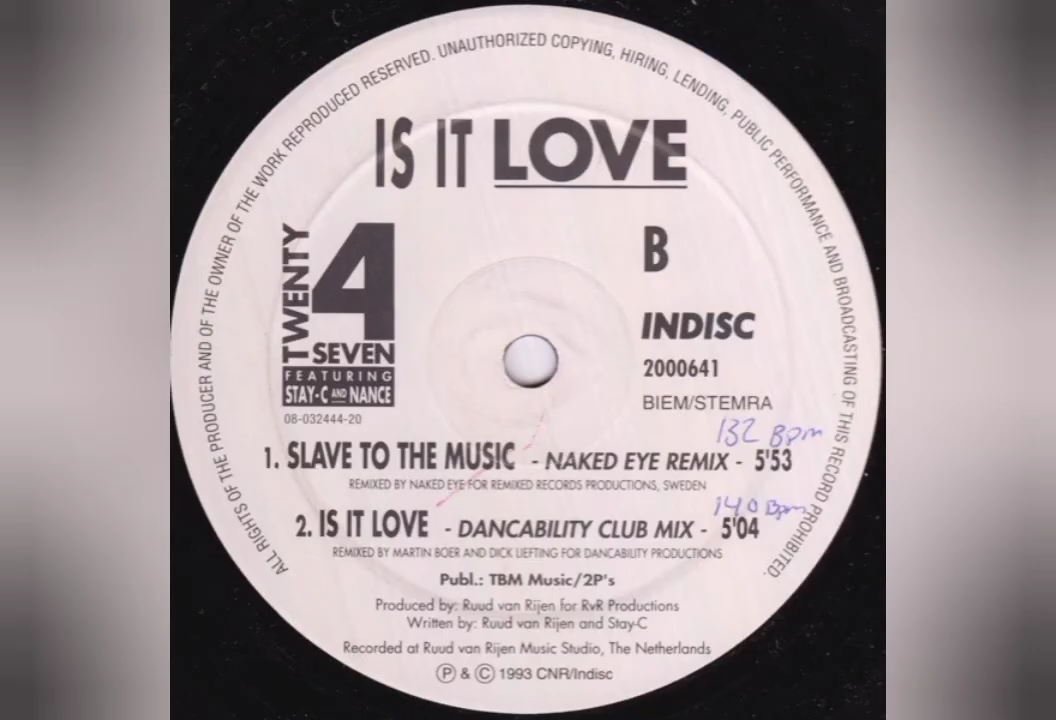 ALL RIGHTS OF THE PRODUCER AND OF THE OWNER OF THE WORK REPRODUCED RESERVED. UNAUTHORIZED COPYING, HIRING, LENDING, PUBLIC PERFORMANCE AND BROADCASTING OF THIS RECORD PROHIBITED.
IS IT LOVE
TWENTY
4
SEVEN
FEATURING
STAY-C AND NANCE
08-032444-20
B
INDISC
2000641
BIEM/STEMRA
132 Bpm
1. SLAVE TO THE MUSIC - NAKED EYE REMIX - 5'53
REMIXED BY NAKED EYE FOR REMIXED RECORDS PRODUCTIONS, SWEDEN
140 Bpm
2. IS IT LOVE - DANCABILITY CLUB MIX - 5'04
REMIXED BY MARTIN BOER AND DICK LIEFTING FOR DANCABILITY PRODUCTIONS
Publ.: TBM Music/2P's
Produced by: Ruud van Rijen for RvR Productions
Written by: Ruud van Rijen and Stay-C
Recorded at Ruud van Rijen Music Studio, The Netherlands
Ⓟ & Ⓒ 1993 CNR/Indisc